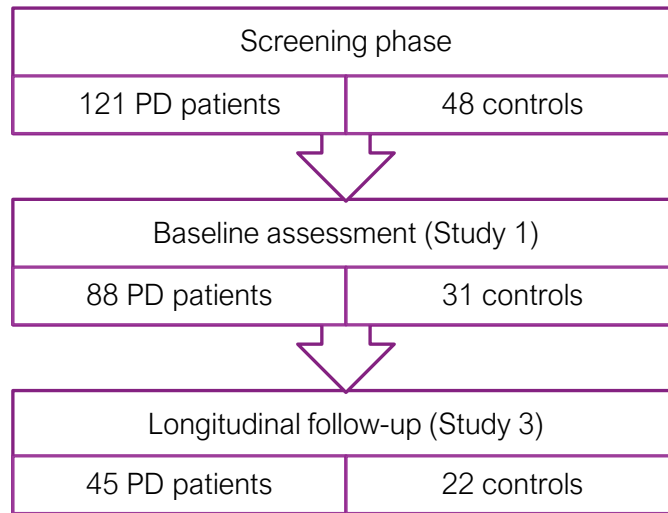 Screening phase
121 PD patients 48 controls
Baseline assessment (Study 1)
88 PD patients 31 controls
Longitudinal follow-up (Study 3)
45 PD patients 22 controls